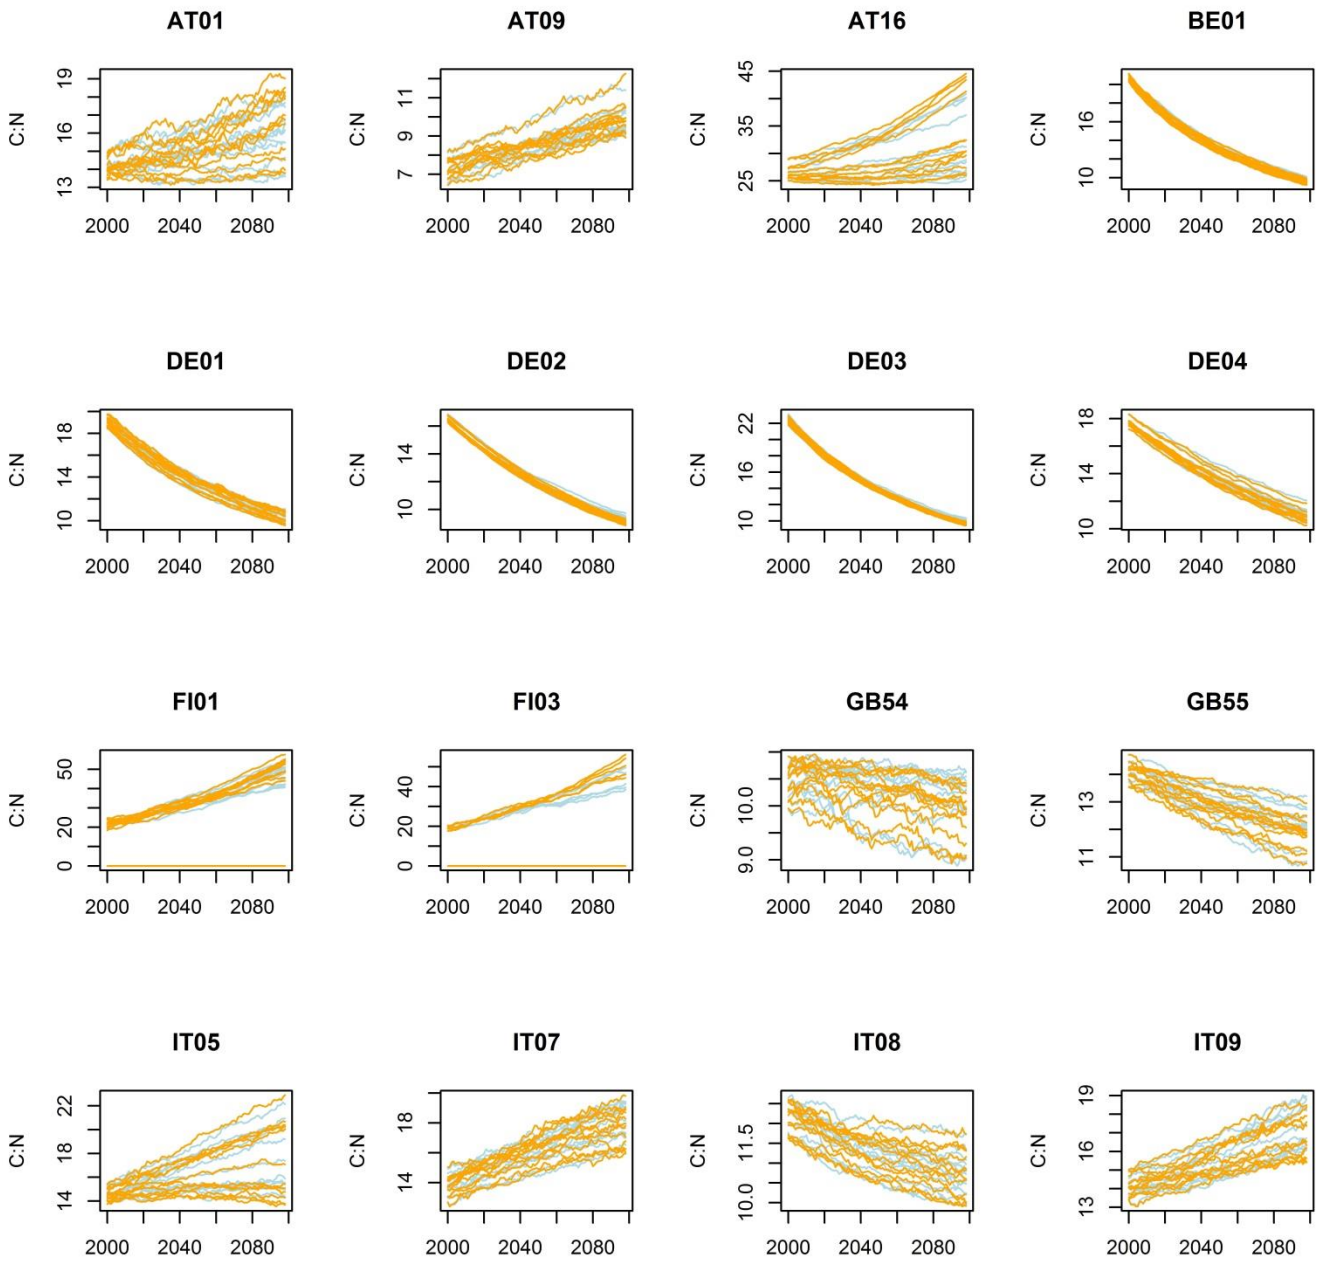 AT01 AT09 AT16 BE01
C:N 19 16 13 C:N 11 9 7 C:N 45 35 25 C:N 16 10
2000 2040 2080 2000 2040 2080 2000 2040 2080 2000 2040 2080
DE01 DE02 DE03 DE04
C:N 18 14 10 C:N 14 10 C:N 22 16 10 C:N 18 14 10
2000 2040 2080 2000 2040 2080 2000 2040 2080 2000 2040 2080
FI01 FI03 GB54 GB55
C:N 50 20 0 C:N 40 20 0 C:N 10.0 9.0 C:N 13 11
2000 2040 2080 2000 2040 2080 2000 2040 2080 2000 2040 2080
IT05 IT07 IT08 IT09
C:N 22 18 14 C:N 18 14 C:N 11.5 10.0 C:N 19 16 13
2000 2040 2080 2000 2040 2080 2000 2040 2080 2000 2040 2080